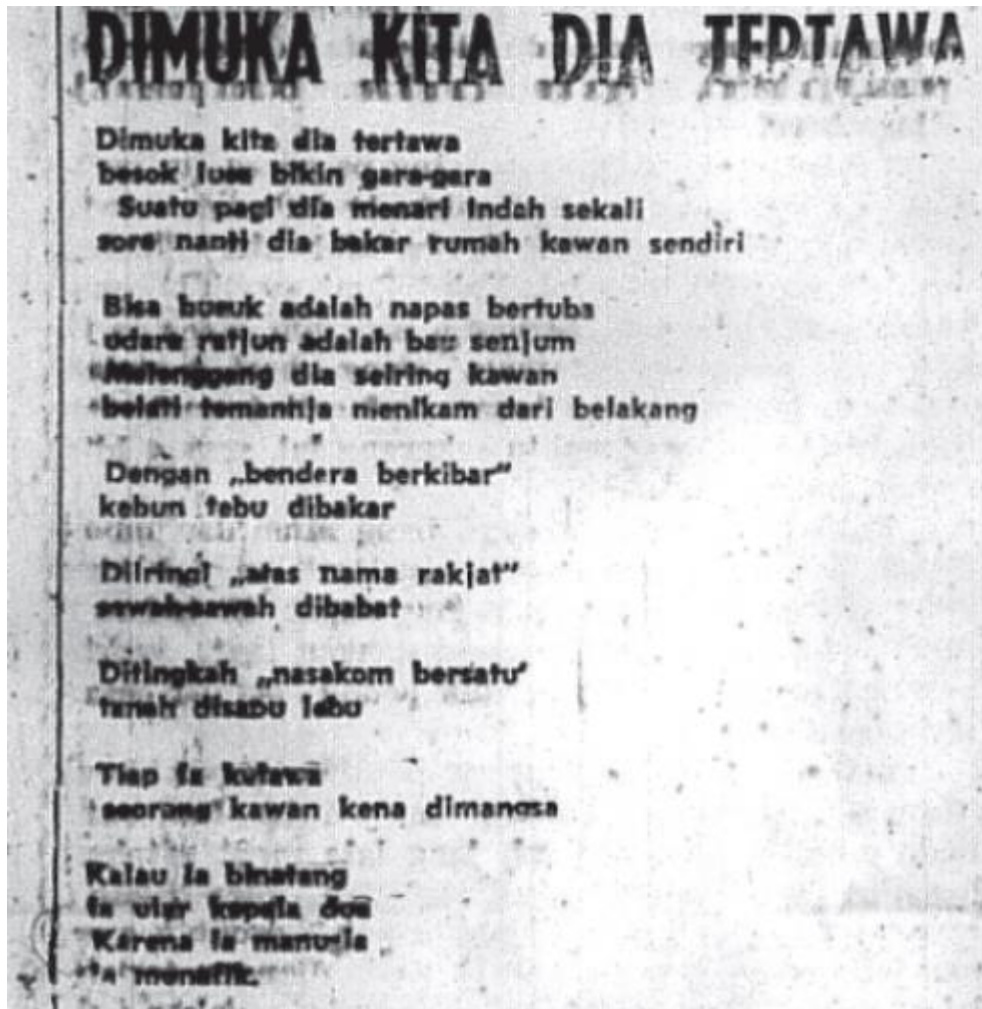 DIMUKA KITA DIA TERTAWA
Dimuka kita dia tertawa
besok lusa bikin gara-gara
Suatu pagi dia menari indah sekali
sore nanti dia bakar rumah kawan sendiri
Bisa busuk adalah napas bertuba
udara ratjun adalah bau senjum
Melenggang dia seiring kawan
belati temannja menikam dari belakang
Dengan „bendera berkibar"
kebun tebu dibakar
Diiringi „atas nama rakjat"
sawah-sawah dibabat
Ditingkah „nasakom bersatu"
tanah disapu lebu
Tiap ia
seorang kawan kena dimangsa
Kalau ia binatang
ia ular kepala dua
Karena ia manusia
ia menafik.